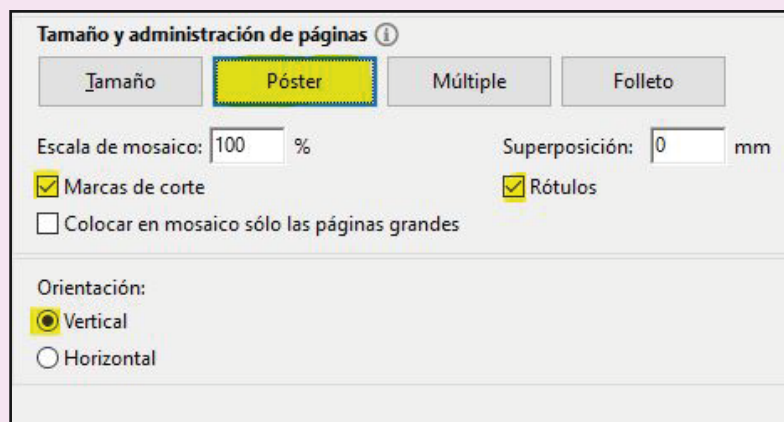 Tamaño y administración de páginas
Tamaño Póster Múltiple Folleto
Escala de mosaico: 100 % Superposición: 0 mm
Marcas de corte Rótulos
Colocar en mosaico sólo las páginas grandes
Orientación:
Vertical
Horizontal